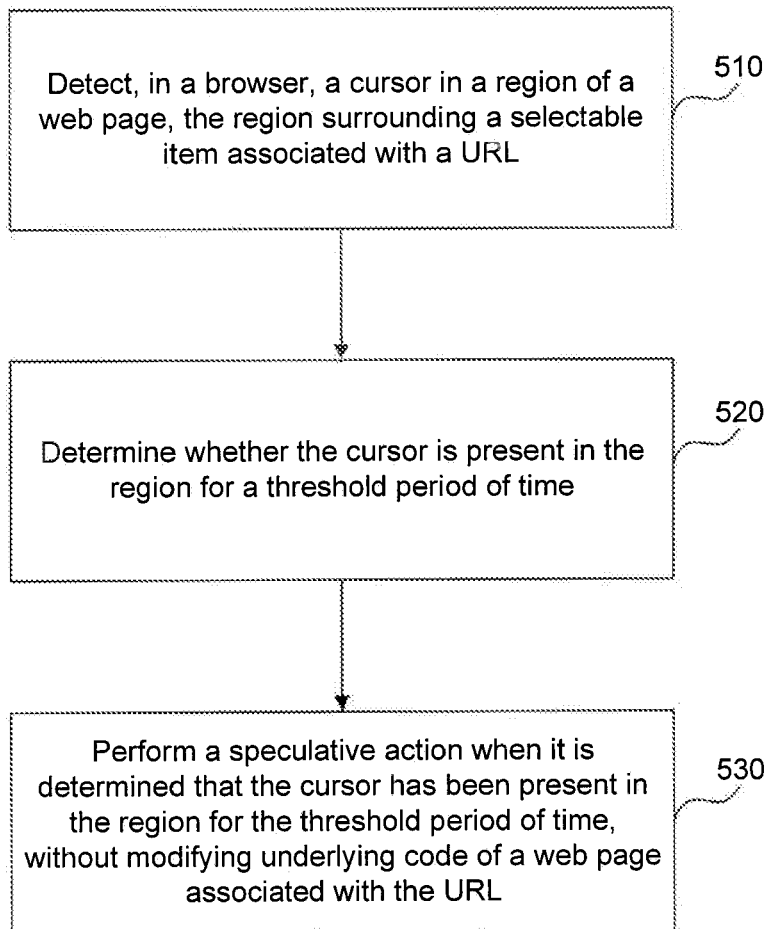 Detect, in a browser, a cursor in a region of a
web page, the region surrounding a selectable
item associated with a URL
510
Determine whether the cursor is present in the
region for a threshold period of time
520
Perform a speculative action when it is
determined that the cursor has been present in
the region for the threshold period of time,
without modifying underlying code of a web page
associated with the URL
530